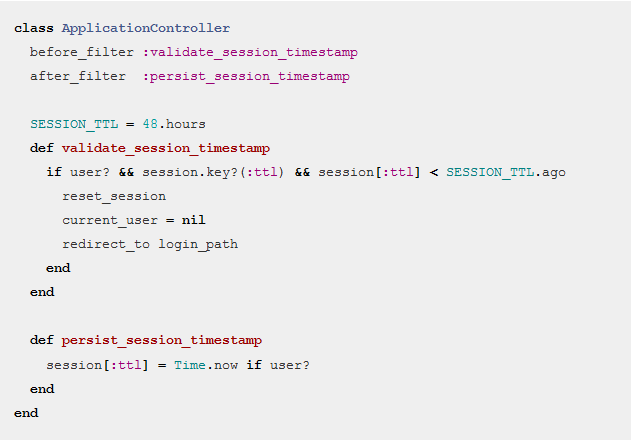 class ApplicationController
  before_filter :validate_session_timestamp
  after_filter  :persist_session_timestamp

  SESSION_TTL = 48.hours
  def validate_session_timestamp
    if user? && session.key?(:ttl) && session[:ttl] < SESSION_TTL.ago
      reset_session
      current_user = nil
      redirect_to login_path
    end
  end

  def persist_session_timestamp
    session[:ttl] = Time.now if user?
  end
end